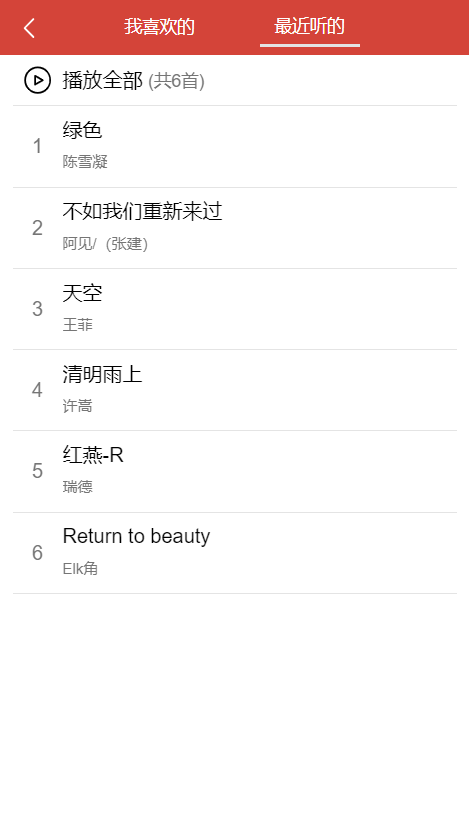 我喜欢的 最近听的
播放全部 (共6首)
1
绿色
陈雪凝
2
不如我们重新来过
阿见/（张建）
3
天空
王菲
4
清明雨上
许嵩
5
红燕-R
瑞德
6
Return to beauty
Elk角